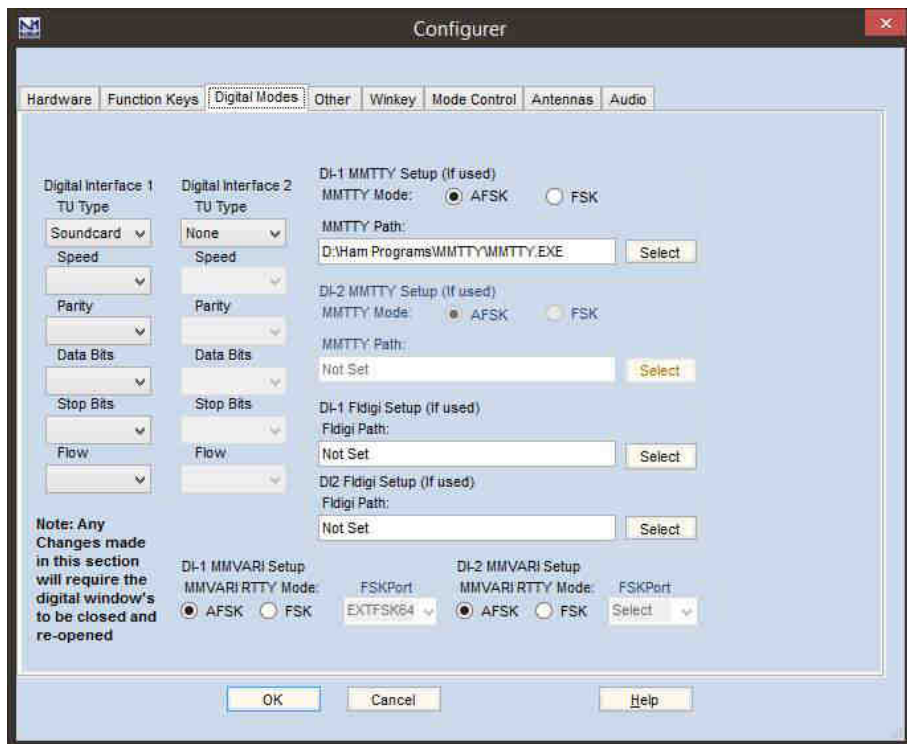 N1
Configurer
Hardware Function Keys Digital Modes Other Winkey Mode Control Antennas Audio
Digital Interface 1
TU Type
Soundcard
Speed
Parity
Data Bits
Stop Bits
Flow
Digital Interface 2
TU Type
None
Speed
Parity
Data Bits
Stop Bits
Flow
Note: Any
Changes made
in this section
will require the
digital window's
to be closed and
re-opened
DI-1 MMTTY Setup (If used)
MMTTY Mode: AFSK FSK
MMTTY Path:
D:\Ham Programs\MMTTY\MMTTY.EXE Select
DI-2 MMTTY Setup (If used)
MMTTY Mode: AFSK FSK
MMTTY Path:
Not Set Select
DI-1 Fldigi Setup (If used)
Fldigi Path:
Not Set Select
DI2 Fldigi Setup (If used)
Fldigi Path:
Not Set Select
DI-1 MMVARI Setup
MMVARI RTTY Mode: FSKPort
AFSK FSK EXTFSK64
DI-2 MMVARI Setup
MMVARI RTTY Mode: FSKPort
AFSK FSK Select
OK Cancel Help